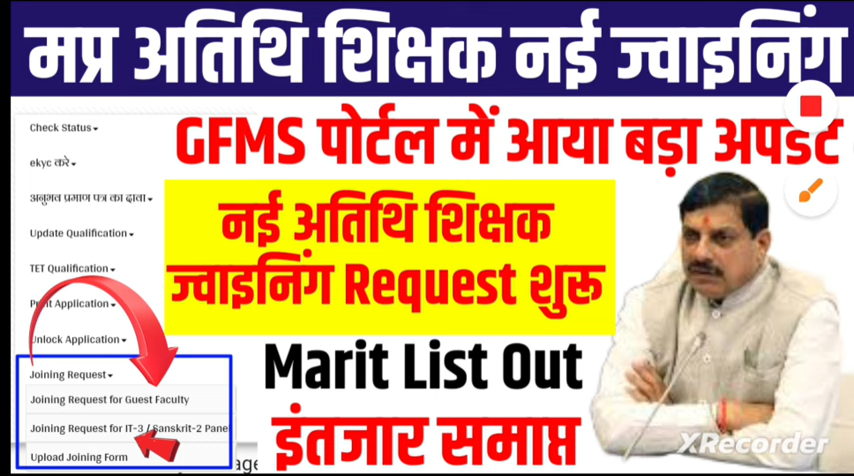 मप्र अतिथि शिक्षक नई ज्वाइनिंग
GFMS पोर्टल में आया बड़ा अपडेट
Check Status
ekyc करे
अनुभव प्रमाण पत्र का दावा
Update Qualification
TET Qualification
Print Application
Unlock Application
Joining Request
Joining Request for Guest Faculty
Joining Request for IT-3 / Sanskrit-2 Pane
Upload Joining Form
नई अतिथि शिक्षक
ज्वाइनिंग Request शुरू
Marit List Out
इंतजार समाप्त
XRecorder